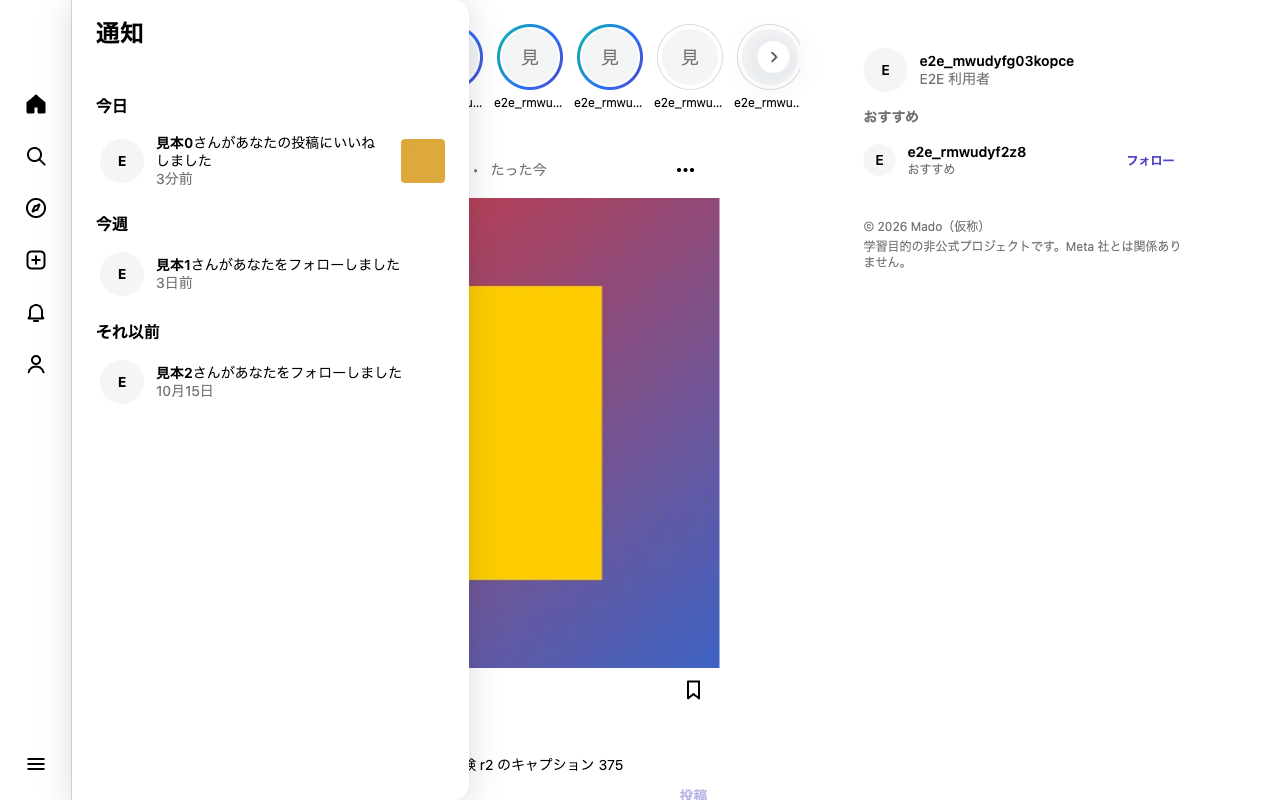 通知
今日
E
見本0さんがあなたの投稿にいいね
しました
3分前
今週
E
見本1さんがあなたをフォローしました
3日前
それ以前
E
見本2さんがあなたをフォローしました
10月15日
見
見
見
u...
e2e_rmwu...
e2e_rmwu...
e2e_rmwu...
e2e_rmwu..
• たった今
r2 のキャプション 375
投稿
E
e2e_mwudyfg03kopce
E2E 利用者
おすすめ
E
e2e_rmwudyf2z8
おすすめ
フォロー
© 2026 Mado（仮称）
学習目的の非公式プロジェクトです。Meta 社とは関係あり
ません。